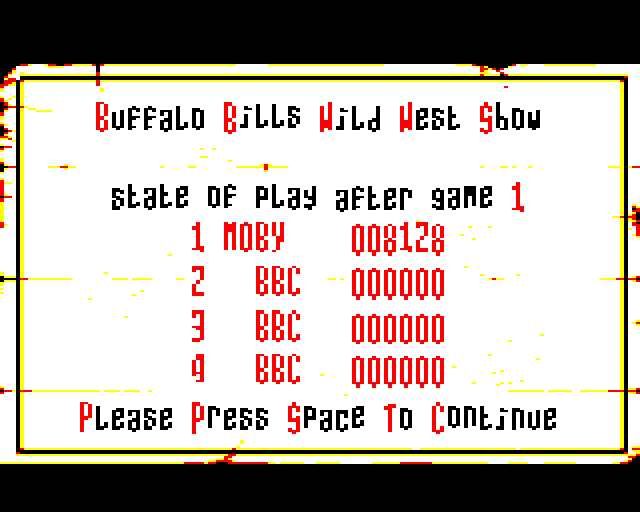 Buffalo Bills Wild West Show
state of play after game 1
1 MOBY 008128
2 BBC 000000
3 BBC 000000
4 BBC 000000
Please Press Space To Continue